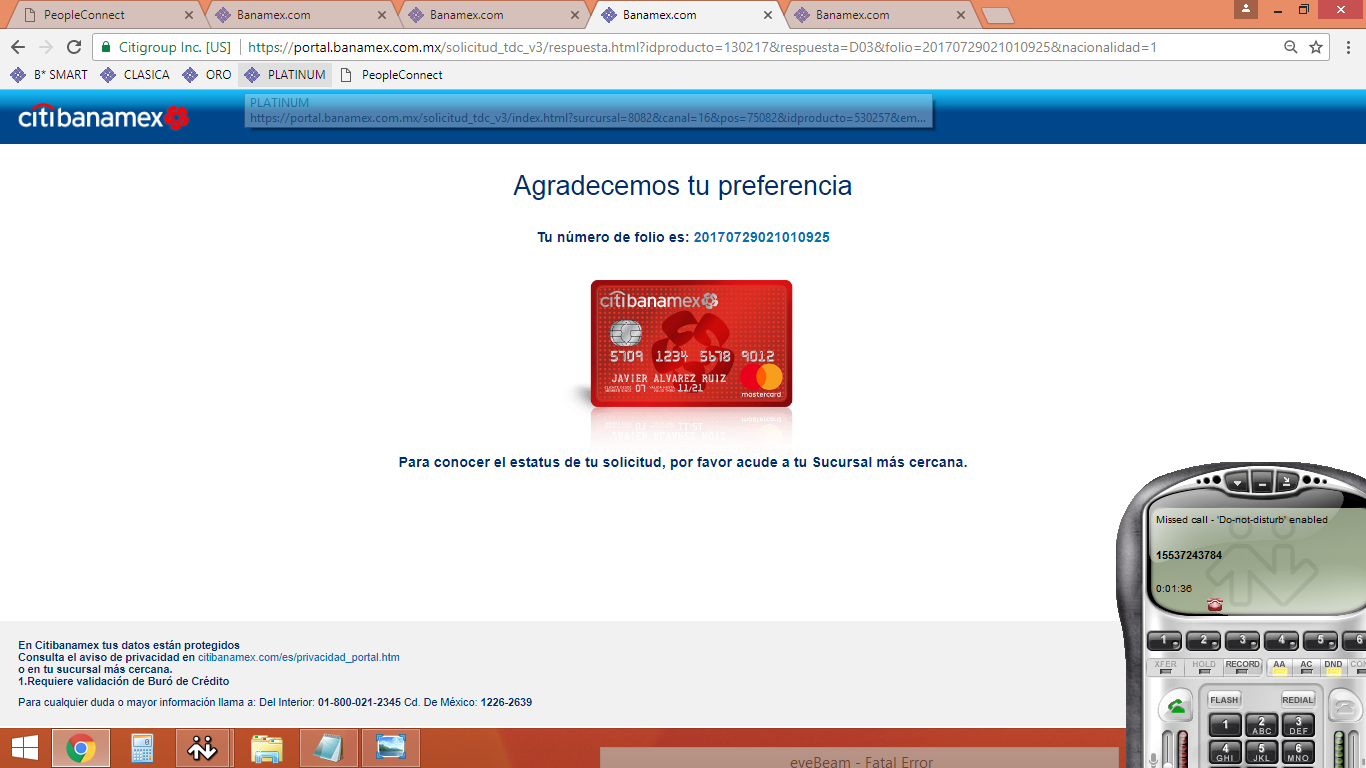 PeopleConnect
Banamex.com
Banamex.com
Banamex.com
Banamex.com
Citigroup Inc. [US]
https://portal.banamex.com.mx/solicitud_tdc_v3/respuesta.html?idproducto=130217&respuesta=D03&folio=20170729021010925&nacionalidad=1
B* SMART
CLASICA
ORO
PLATINUM
PeopleConnect
citibanamex
PLATINUM
https://portal.banamex.com.mx/solicitud_tdc_v3/index.html?surcursal=8082&canal=16&pos=75082&idproducto=530257&em...
Agradecemos tu preferencia
Tu número de folio es: 20170729021010925
citibanamex
5709 1234 5678 9012
JAVIER ALVAREZ RUIZ
07 11/21
mastercard
Para conocer el estatus de tu solicitud, por favor acude a tu Sucursal más cercana.
Missed call - 'Do-not-disturb' enabled
15537243784
0:01:36
1 2 3 4 5 6
XFER HOLD RECORD AA AC DND CON
FLASH REDIAL
1 2 ABC 3 DEF
4 GHI 5 JKL 6 MNO
En Citibanamex tus datos están protegidos
Consulta el aviso de privacidad en citibanamex.com/es/privacidad_portal.htm
o en tu sucursal más cercana.
1.Requiere validación de Buró de Crédito
Para cualquier duda o mayor información llama a: Del Interior: 01-800-021-2345 Cd. De México: 1226-2639
eyeBeam - Fatal Error